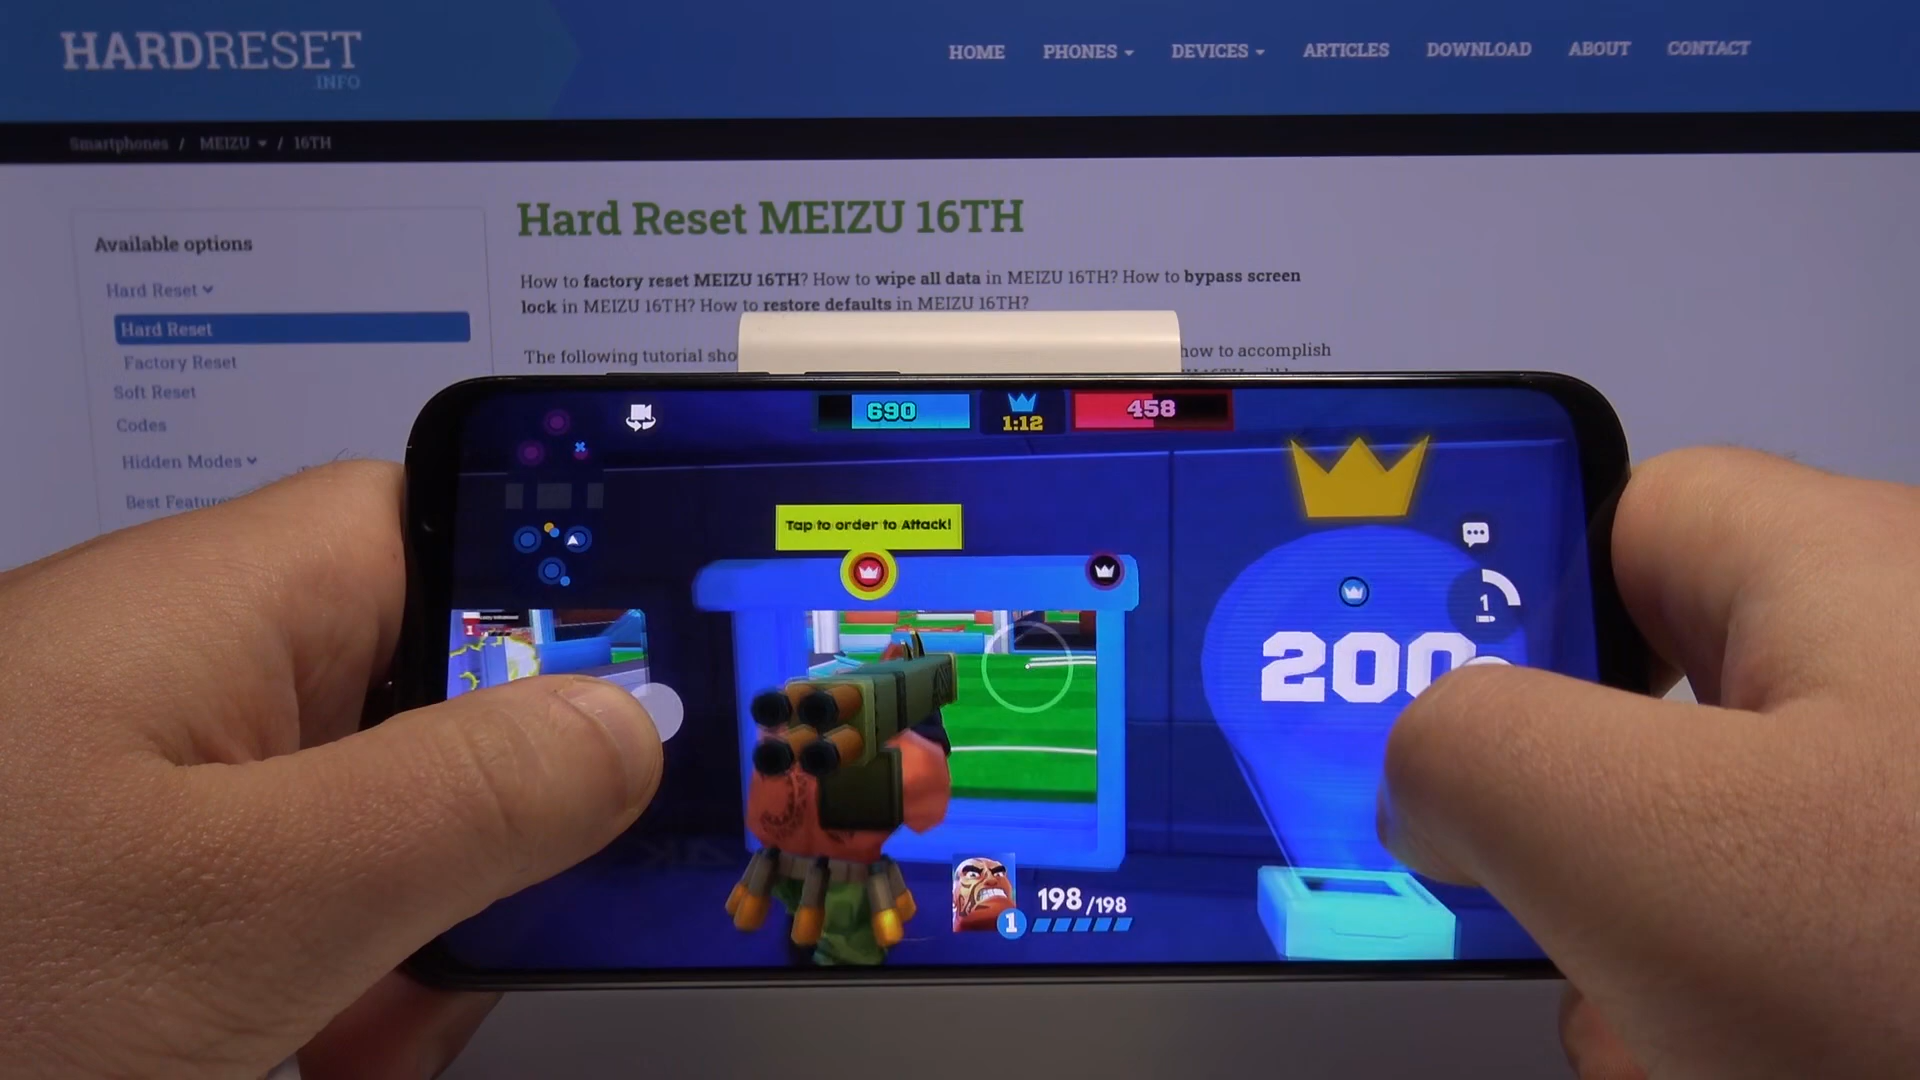 HARDRESET
.INFO
HOME PHONES DEVICES ARTICLES DOWNLOAD ABOUT CONTACT
Smartphones / MEIZU / 16TH
Available options
Hard Reset
Hard Reset
Factory Reset
Soft Reset
Codes
Hidden Modes
Best Feature
Hard Reset MEIZU 16TH
How to factory reset MEIZU 16TH? How to wipe all data in MEIZU 16TH? How to bypass screen
lock in MEIZU 16TH? How to restore defaults in MEIZU 16TH?
The following tutorial sho
how to accomplish
690
1:12
458
Tap to order to Attack!
1
1
200
198/198
1